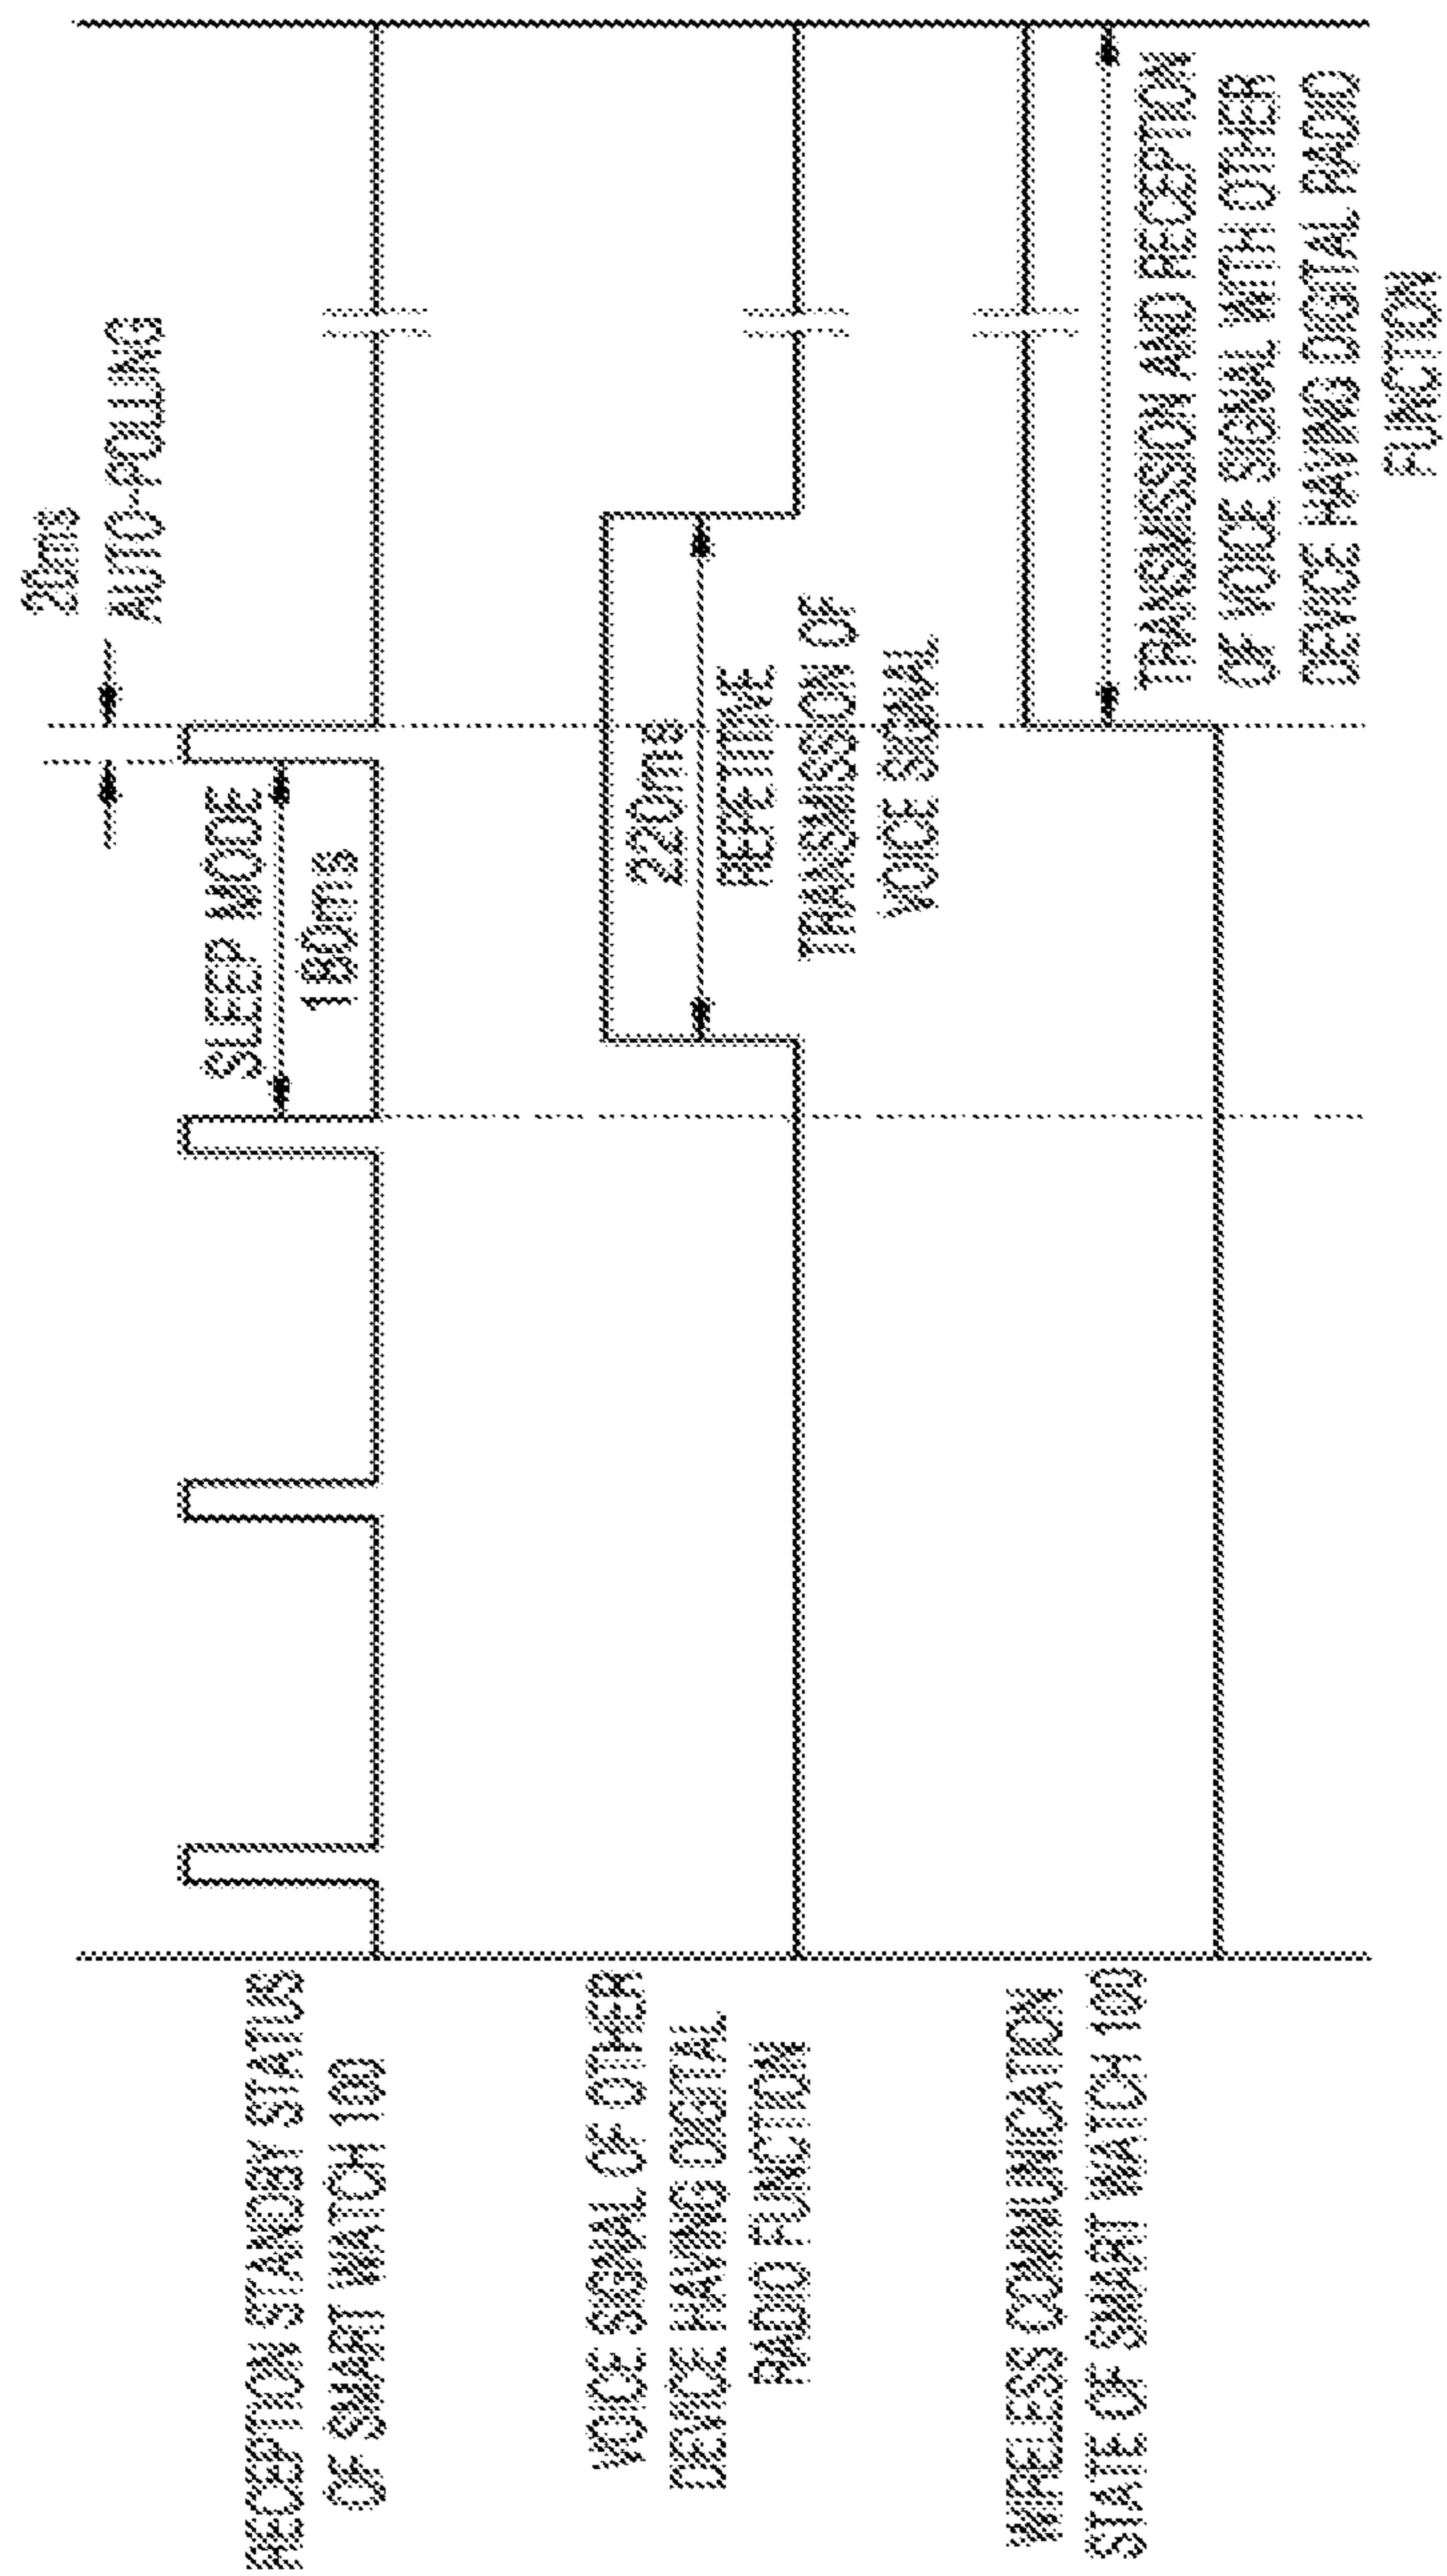 20ms
AUTO-POLLING
SLEEP MODE
180ms
RECEPTION STANDBY STATUS
OF SMART WATCH 100
220ms
REPETITIVE
TRANSMISSION OF
VOICE SIGNAL
VOICE SIGNAL OF OTHER
DEVICE HAVING DIGITAL
RADIO FUNCTION
WIRELESS COMMUNICATION
STATE OF SMART WATCH 100
TRANSMISSION AND RECEPTION
OF VOICE SIGNAL WITH OTHER
DEVICE HAVING DIGITAL RADIO
FUNCTION